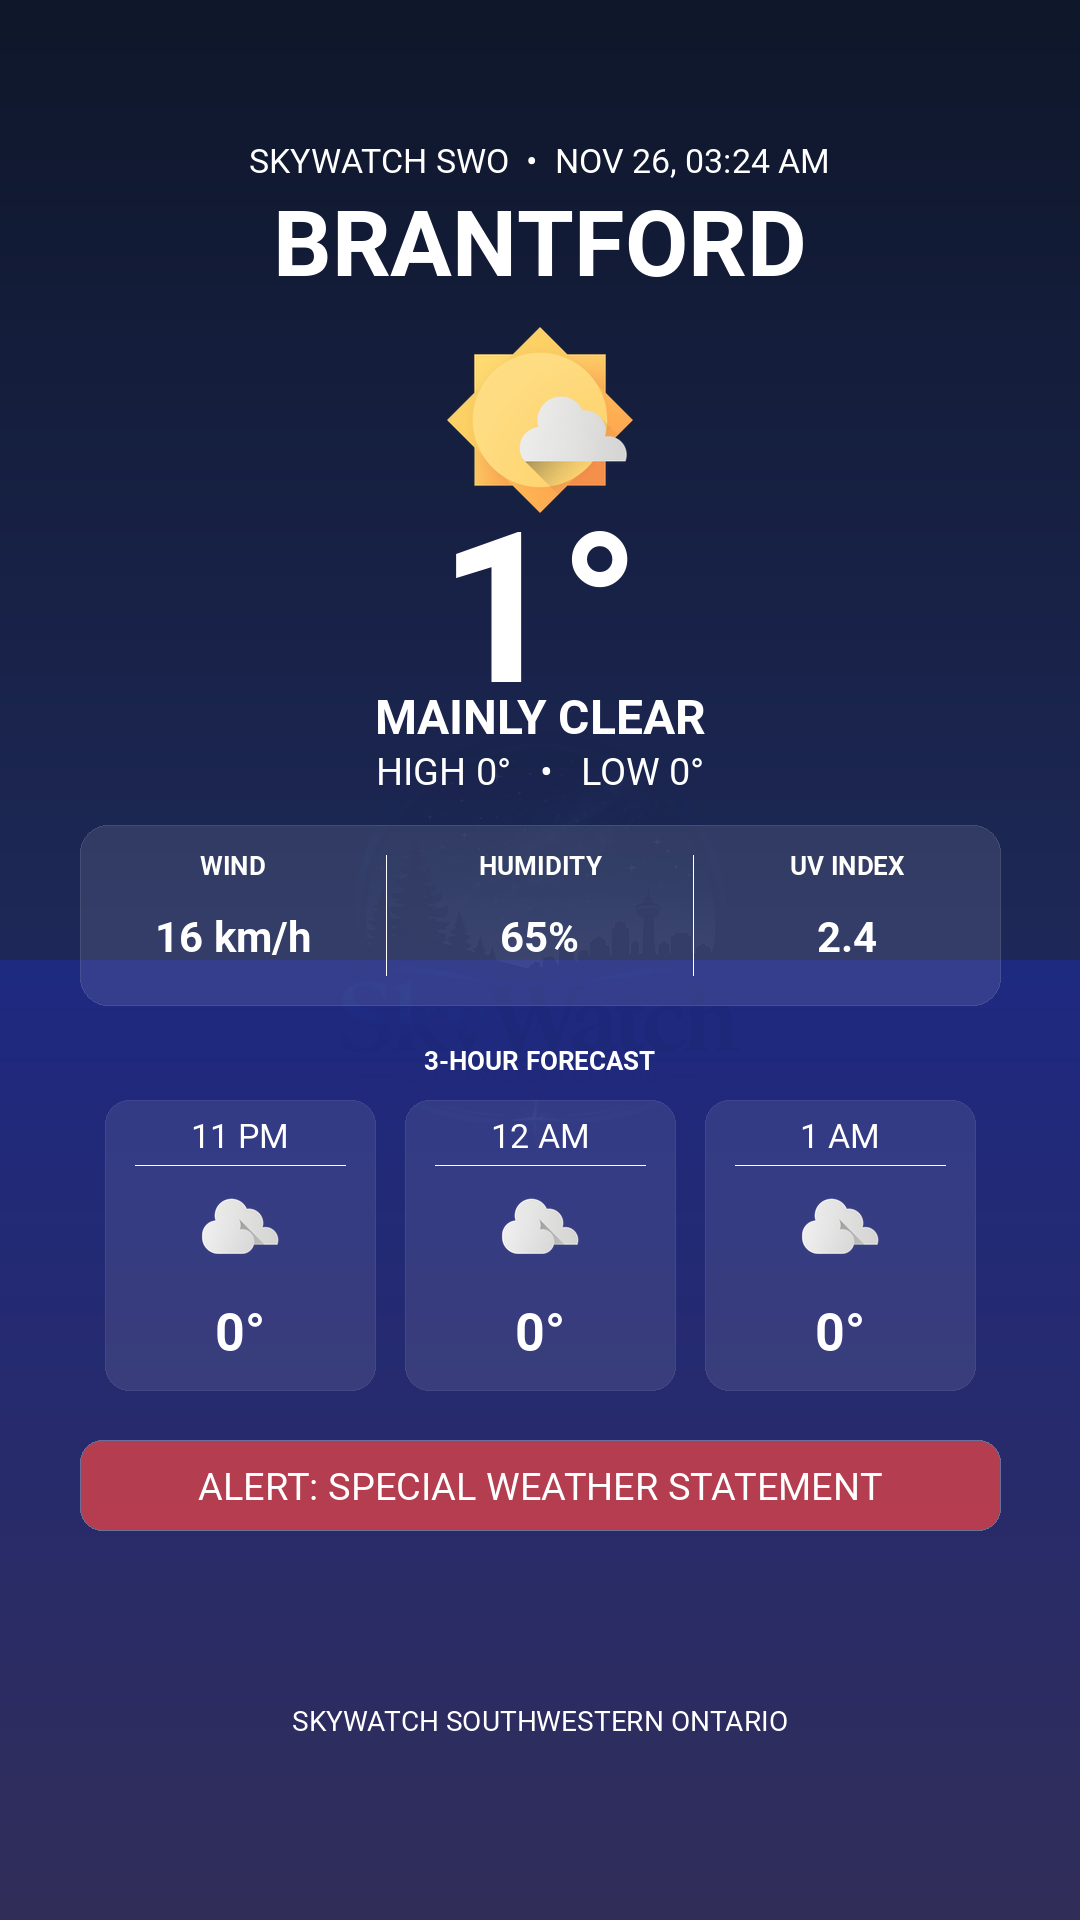 SKYWATCH SWO • NOV 26, 03:24 AM
BRANTFORD
1°
MAINLY CLEAR
HIGH 0° • LOW 0°
WIND HUMIDITY UV INDEX
16 km/h 65% 2.4
SkyWatch
3-HOUR FORECAST
11 PM 12 AM 1 AM
0° 0° 0°
ALERT: SPECIAL WEATHER STATEMENT
SKYWATCH SOUTHWESTERN ONTARIO